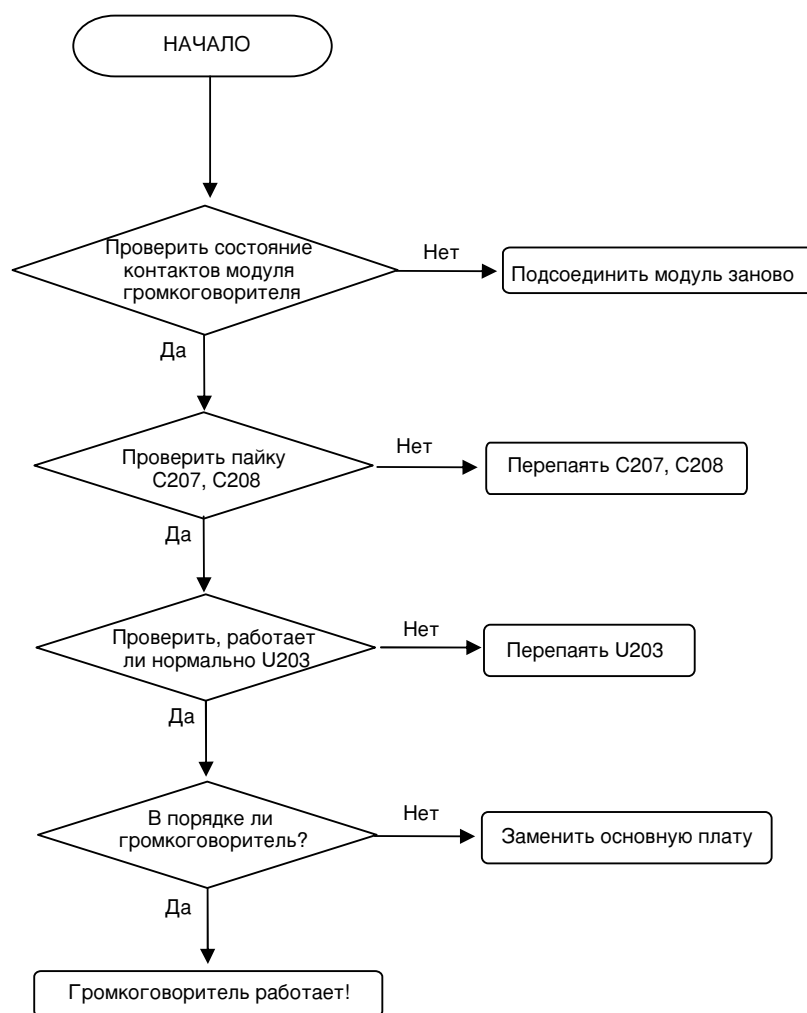 НАЧАЛО
Проверить состояние
контактов модуля
громкоговорителя
Нет
Подсоединить модуль заново
Да
Проверить пайку
C207, C208
Нет
Перепаять C207, C208
Да
Проверить, работает
ли нормально U203
Нет
Перепаять U203
Да
В порядке ли
громкоговоритель?
Нет
Заменить основную плату
Да
Громкоговоритель работает!